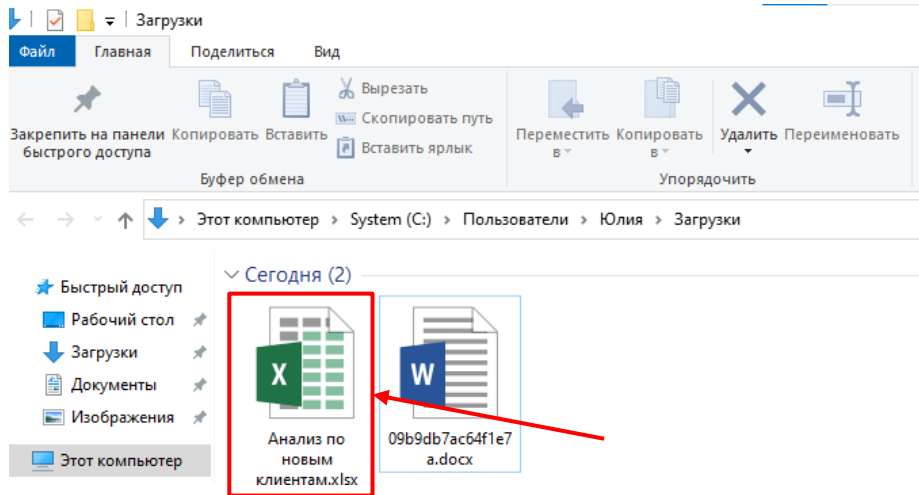 Загрузки
Файл Главная Поделиться Вид
Закрепить на панели
быстрого доступа
Копировать
Вставить
Вырезать
Скопировать путь
Вставить ярлык
Буфер обмена
Переместить
в
Копировать
в
Удалить
Переименовать
Упорядочить
Этот компьютер > System (C:) > Пользователи > Юлия > Загрузки
Быстрый доступ
Рабочий стол
Загрузки
Документы
Изображения
Этот компьютер
Сегодня (2)
X
Анализ по
новым
клиентам.xlsx
W
09b9db7ac64f1e7
a.docx